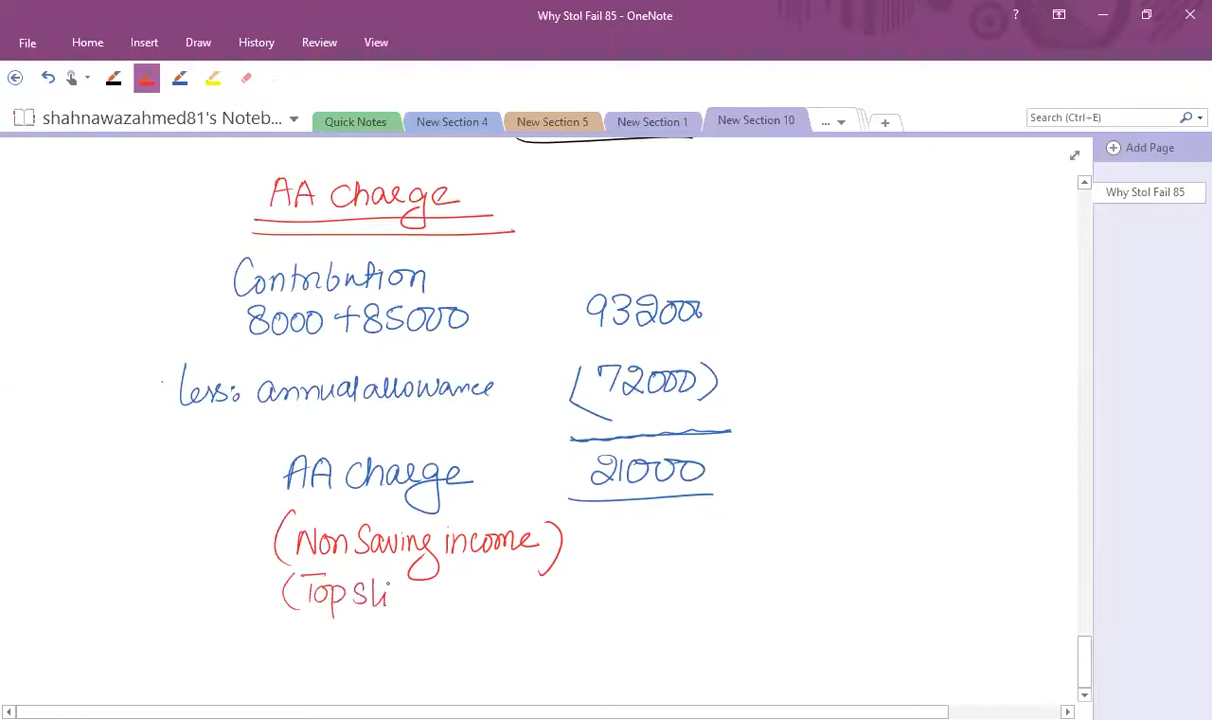 Why Stol Fail 85 - OneNote
?
File Home Insert Draw History Review View
shahnawazahmed81's Noteb... Quick Notes New Section 4 New Section 5 New Section 1 New Section 10 ... + Search (Ctrl+E)
Add Page
Why Stol Fail 85
AA Charge
Contribution
8000 + 85000 932000
less: annual allowance (72000)
AA charge 21000
(Non Saving income)
(Top sli